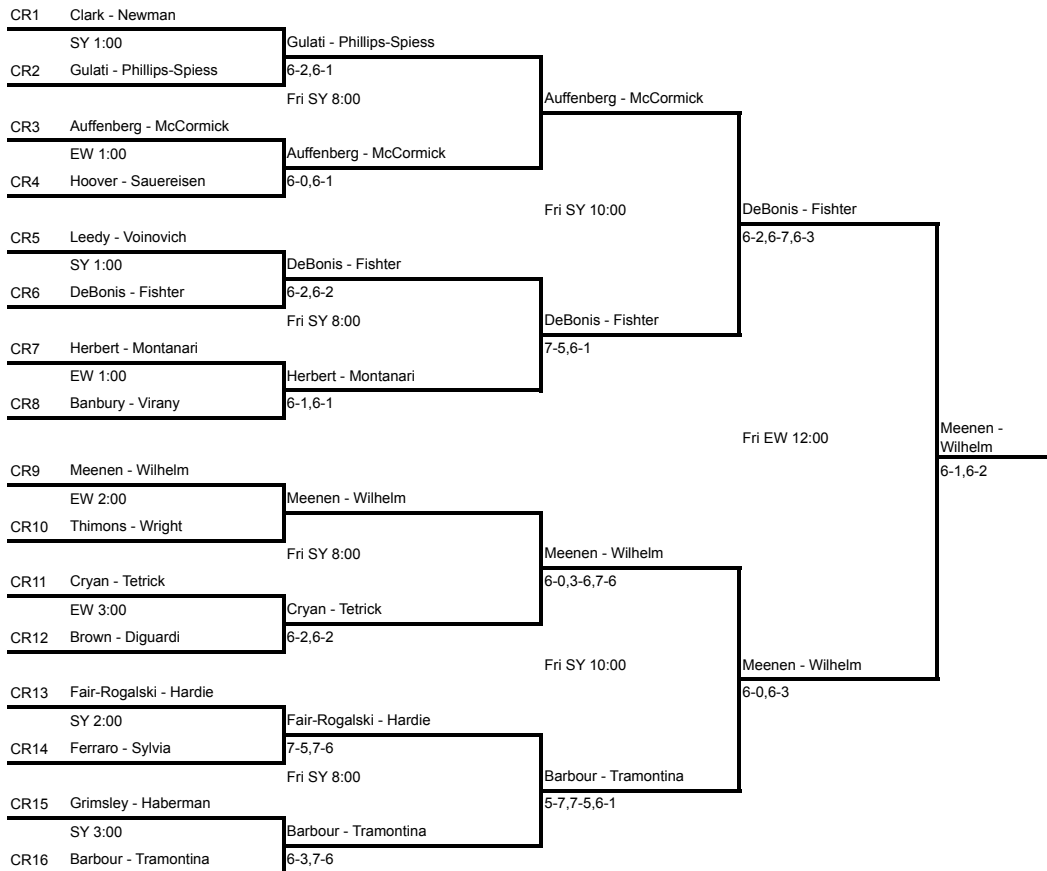 CR1 Clark - Newman
SY 1:00
Gulati - Phillips-Spiess
CR2 Gulati - Phillips-Spiess
6-2,6-1
Fri SY 8:00
Auffenberg - McCormick
CR3 Auffenberg - McCormick
EW 1:00
Auffenberg - McCormick
CR4 Hoover - Sauereisen
6-0,6-1
Fri SY 10:00
DeBonis - Fishter
6-2,6-7,6-3
CR5 Leedy - Voinovich
SY 1:00
DeBonis - Fishter
CR6 DeBonis - Fishter
6-2,6-2
Fri SY 8:00
DeBonis - Fishter
7-5,6-1
CR7 Herbert - Montanari
EW 1:00
Herbert - Montanari
CR8 Banbury - Virany
6-1,6-1
Fri EW 12:00
Meenen -
Wilhelm
6-1,6-2
CR9 Meenen - Wilhelm
EW 2:00
Meenen - Wilhelm
CR10 Thimons - Wright
Fri SY 8:00
Meenen - Wilhelm
6-0,3-6,7-6
CR11 Cryan - Tetrick
EW 3:00
Cryan - Tetrick
CR12 Brown - Diguardi
6-2,6-2
Fri SY 10:00
Meenen - Wilhelm
6-0,6-3
CR13 Fair-Rogalski - Hardie
SY 2:00
Fair-Rogalski - Hardie
CR14 Ferraro - Sylvia
7-5,7-6
Fri SY 8:00
Barbour - Tramontina
5-7,7-5,6-1
CR15 Grimsley - Haberman
SY 3:00
Barbour - Tramontina
CR16 Barbour - Tramontina
6-3,7-6